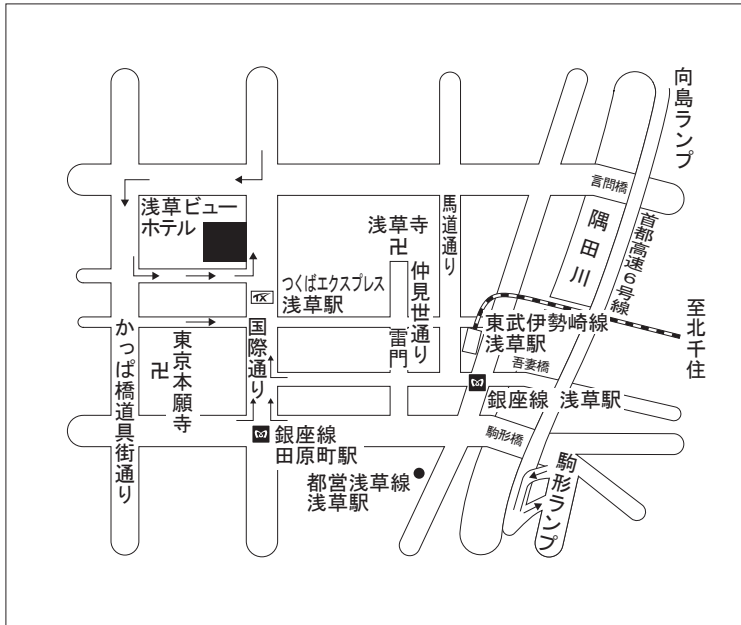 向島ランプ
言問橋
浅草ビュー
ホテル
浅草寺
馬道通り
隅田川
首都高速6号線
つくばエクスプレス
浅草駅
TX
仲見世通り
至北千住
東武伊勢崎線
浅草駅
かっぱ橋道具街通り
東京本願寺
国際通り
雷門
吾妻橋
銀座線 浅草駅
銀座線
田原町駅
駒形橋
都営浅草線
浅草駅
駒形ランプ